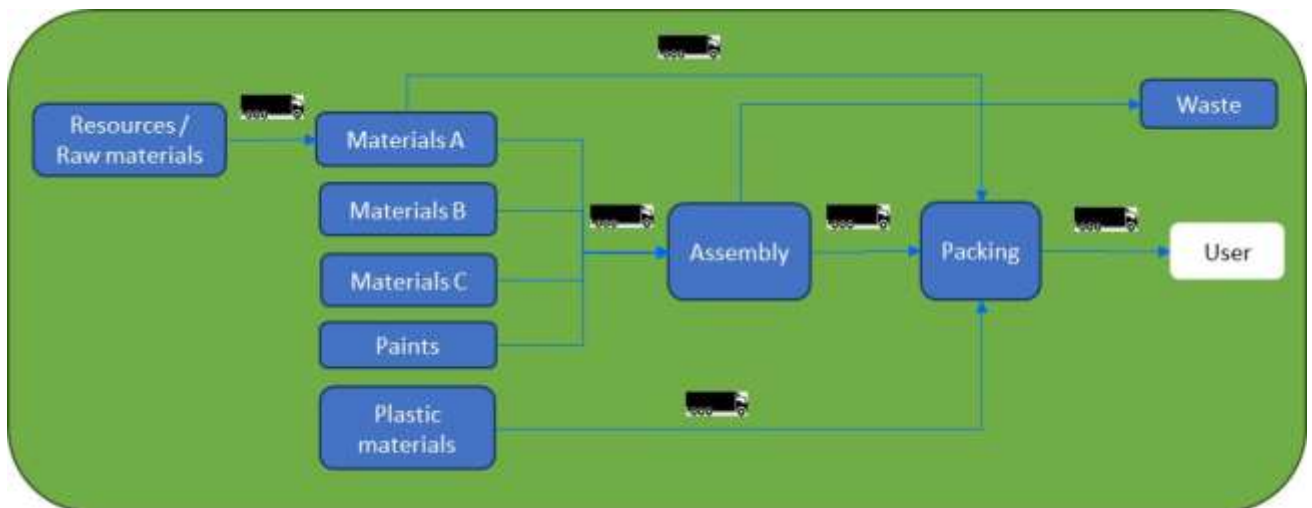 Resources /
Raw materials
Materials A
Materials B
Materials C
Paints
Plastic
materials
Assembly
Packing
Waste
User